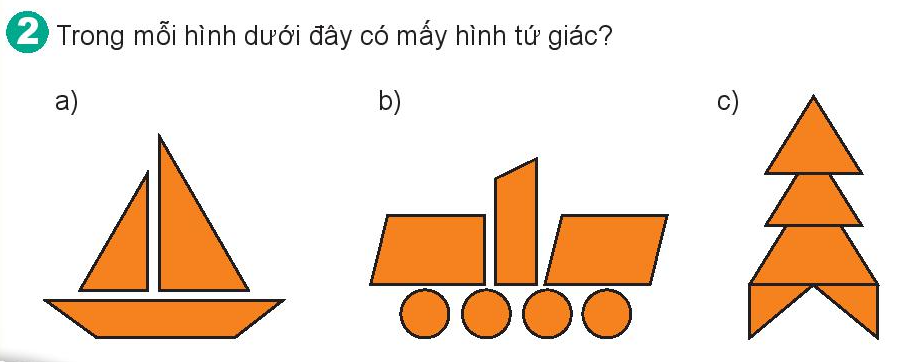 2 Trong mỗi hình dưới đây có mấy hình tứ giác?
a) b) c)